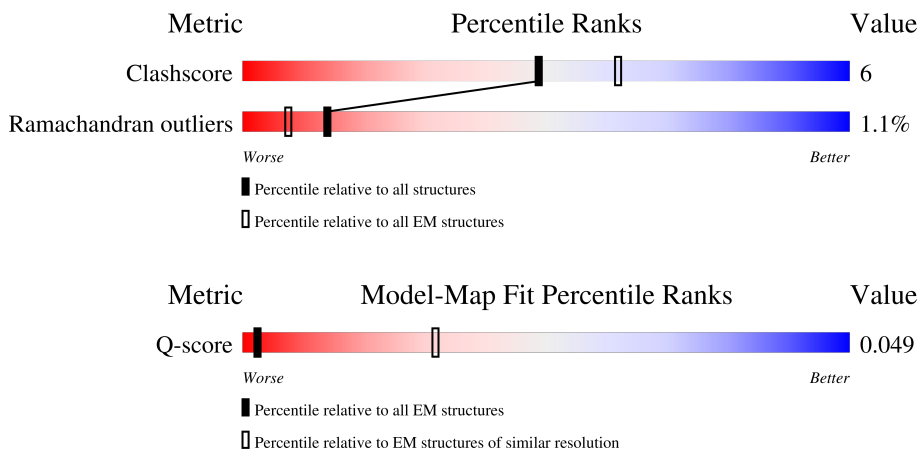 Metric Percentile Ranks Value
Clashscore 6
Ramachandran outliers 1.1%
Worse Better
Percentile relative to all structures
Percentile relative to all EM structures
Metric Model-Map Fit Percentile Ranks Value
Q-score 0.049
Worse Better
Percentile relative to all EM structures
Percentile relative to EM structures of similar resolution